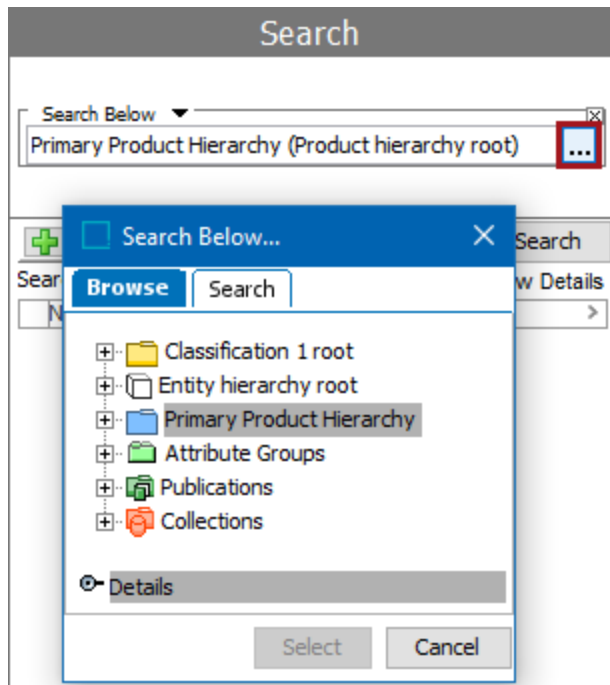 Search
Search Below
Primary Product Hierarchy (Product hierarchy root)
...
Search Below...
Search
Browse
Search
w Details
Classification 1 root
Entity hierarchy root
Primary Product Hierarchy
Attribute Groups
Publications
Collections
Details
Select
Cancel